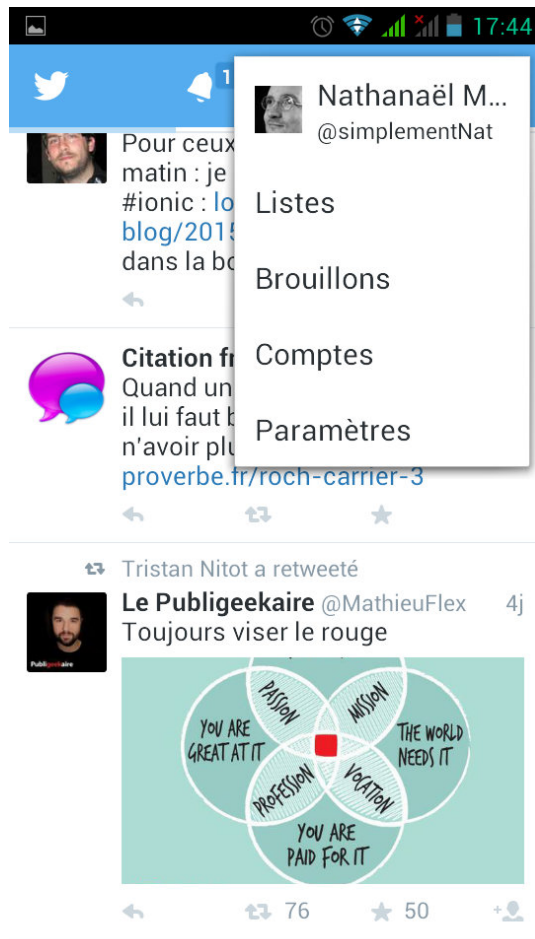 17:44
1
Nathanaël M...
@simplementNat
Listes
Brouillons
Comptes
Paramètres
Pour ceux
matin : je
#ionic : lo
blog/2015
dans la bo
Citation fr
Quand un
il lui faut b
n'avoir plu
proverbe.fr/roch-carrier-3
Tristan Nitot a retweeté
Le Publigeekaire @MathieuFlex 4j
Toujours viser le rouge
Publigeekaire
PASSION
MISSION
YOU ARE
GREAT AT IT
THE WORLD
NEEDS IT
PROFESSION
VOCATION
YOU ARE
PAID FOR IT
76
50